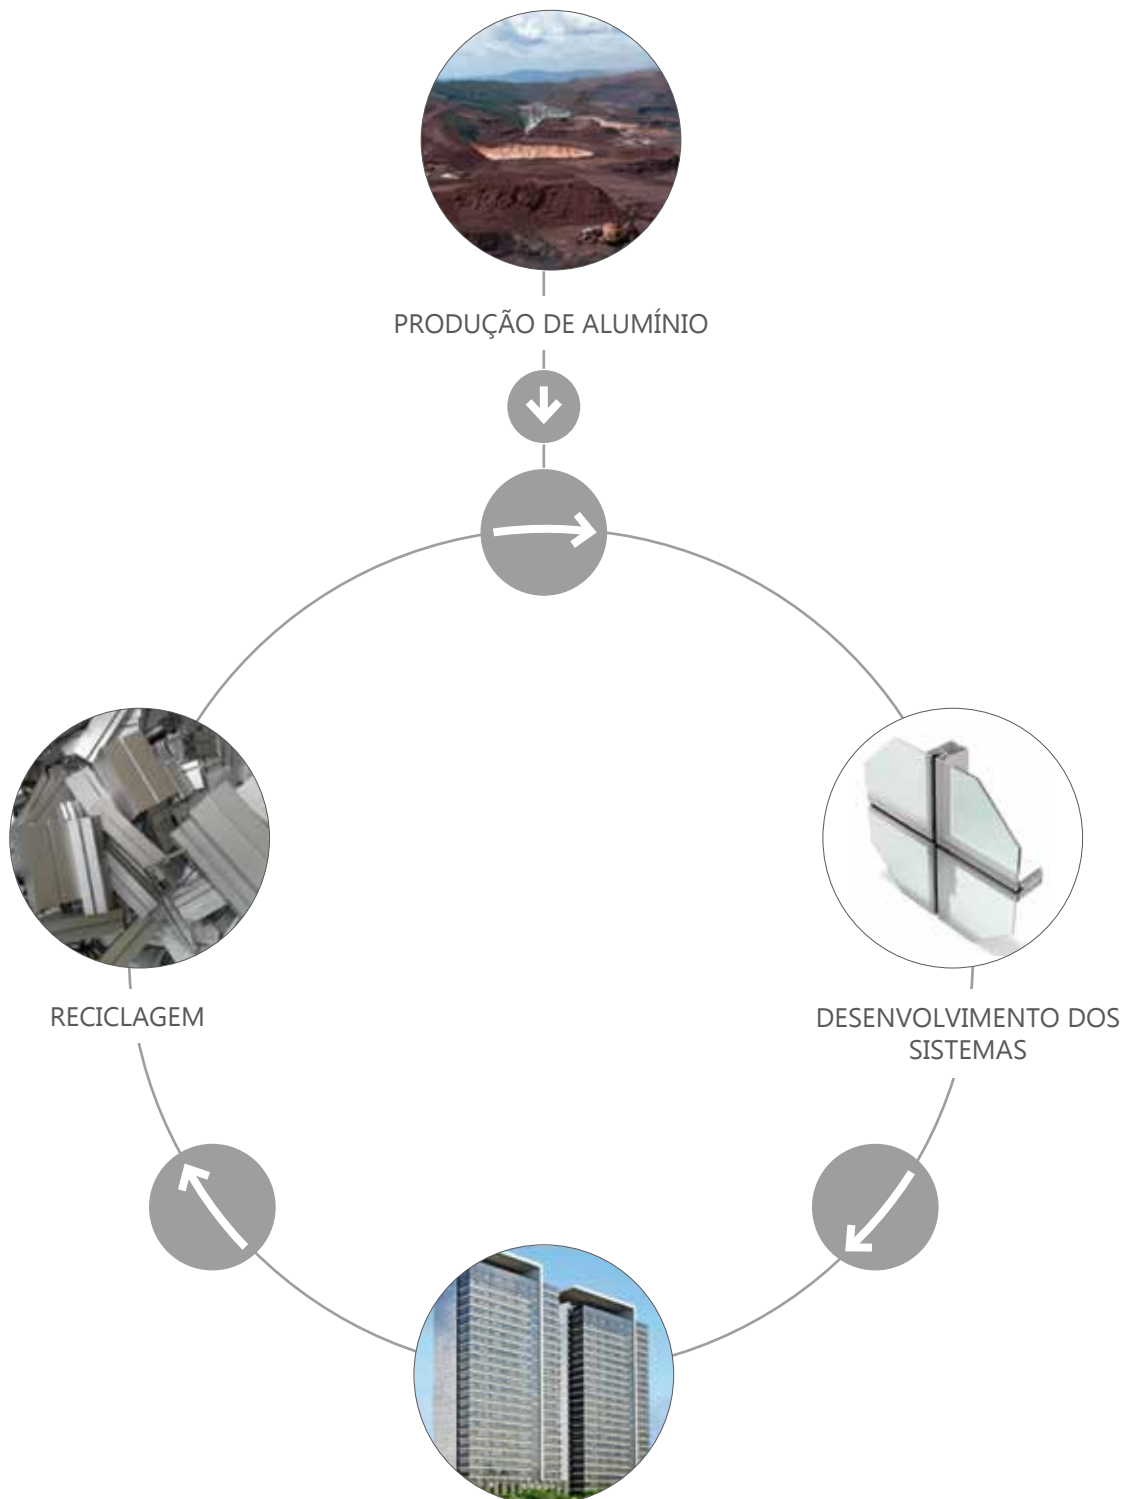 PRODUÇÃO DE ALUMÍNIO
RECICLAGEM
DESENVOLVIMENTO DOS
SISTEMAS